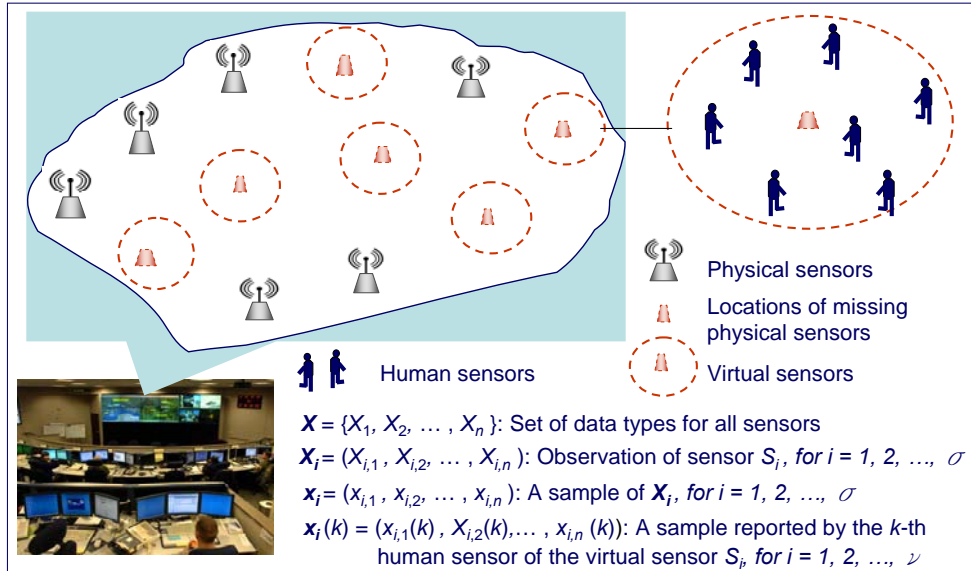 Physical sensors
Locations of missing
physical sensors
Human sensors
Virtual sensors
X = {X1, X2, … , Xn }: Set of data types for all sensors
Xi = (Xi,1 , Xi,2, … , Xi,n ): Observation of sensor Si , for i = 1, 2, …, σ
xi = (xi,1 , xi,2, … , xi,n ): A sample of Xi, for i = 1, 2, …, σ
xi (k) = (xi,1(k) , Xi,2(k),… , xi,n (k)): A sample reported by the k-th
human sensor of the virtual sensor Si, for i = 1, 2, …, ν